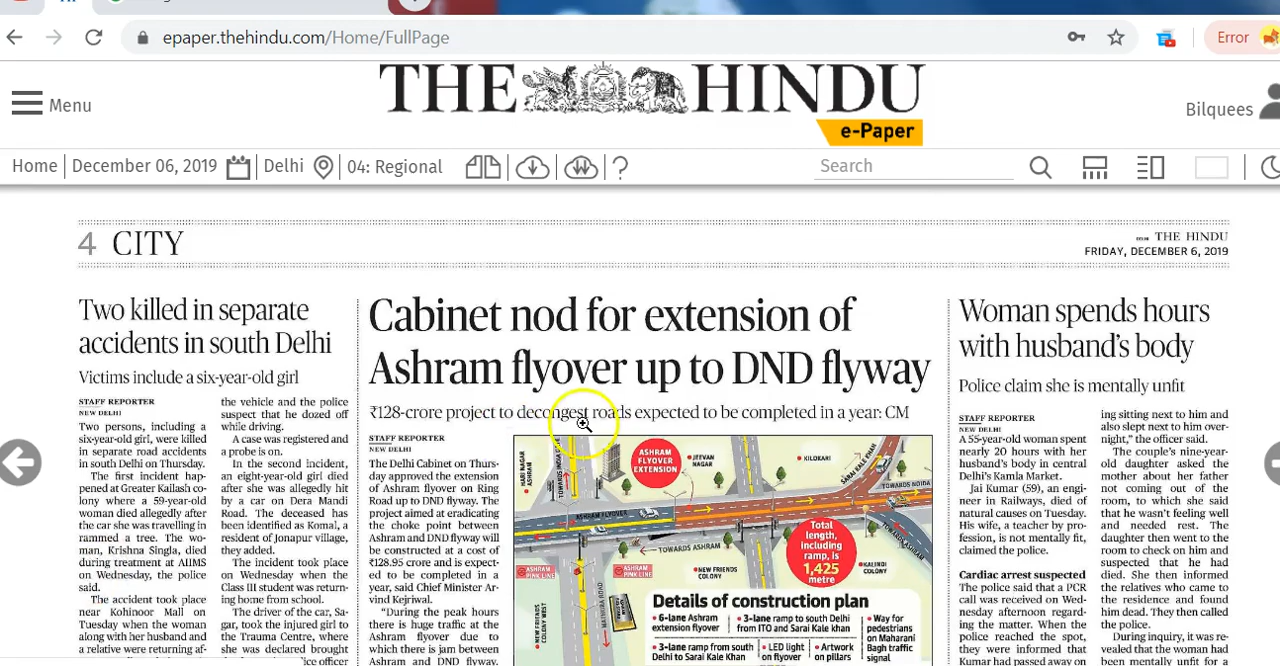 Error
epaper.thehindu.com/Home/FullPage
THE HINDU
e-Paper
Menu
Bilquees
Home
December 06, 2019
Delhi
04: Regional
?
Search
4 CITY
THE HINDU
FRIDAY, DECEMBER 6, 2019
Two killed in separate
accidents in south Delhi
Victims include a six-year-old girl
STAFF REPORTER
NEW DELHI
Two persons, including a
six-year-old girl, were killed
in separate road accidents
in south Delhi on Thursday.
The first incident hap-
pened at Greater Kailash co-
lony where a 59-year-old
woman died allegedly after
the car she was travelling in
rammed a tree. The wo-
man, Krishna Singla, died
during treatment at AIIMS
on Wednesday, the police
said.
The accident took place
near Kohinoor Mall on
Tuesday when the woman
along with her husband and
a relative were returning af-
the vehicle and the police
suspect that he dozed off
while driving.
A case was registered and
a probe is on.
In the second incident,
an eight-year-old girl died
after she was allegedly hit
by a car on Dera Mandi
Road. The deceased has
been identified as Komal, a
resident of Jonapur village,
they added.
The incident took place
on Wednesday when the
Class III student was return-
ing home from school.
The driver of the car, Sa-
gar, took the injured girl to
the Trauma Centre, where
she was declared brought
lice officer
Cabinet nod for extension of
Ashram flyover up to DND flyway
₹128-crore project to decongest roads expected to be completed in a year: CM
STAFF REPORTER
NEW DELHI
The Delhi Cabinet on Thurs-
day approved the extension
of Ashram flyover on Ring
Road up to DND flyway. The
project aimed at eradicating
the choke point between
Ashram and DND flyway will
be constructed at a cost of
₹128.95 crore and is expect-
ed to be completed in a
year, said Chief Minister Ar-
vind Kejriwal.
"During the peak hours
there is huge traffic at the
Ashram flyover due to
which there is jam between
Ashram and DND flyway.
HARI NAGAR
ASHRAM
ASHRAM
FLYOVER
EXTENSION
JEEVAN
NAGAR
KILOKARI
SARAI KALE KHAN
TOWARDS NOIDA
ASHRAM FLYOVER
TOWARDS ASHRAM
Total
length,
including
ramp, is
1,425
metre
TOWARDS ASHRAM
ASHRAM
PINK LINE
ASHRAM
PINK LINE
NEW FRIENDS
COLONY
KALINDI
COLONY
NEW FRIENDS
COLONY WEST
MATHURA ROAD
Details of construction plan
6-lane Ashram
extension flyover
3-lane ramp to south Delhi
from ITO and Sarai Kale khan
Way for
pedestrians
on Maharani
Bagh traffic
signal
3-lane ramp from south
Delhi to Sarai Kale Khan
LED light
on flyover
Artwork
on pillars
Woman spends hours
with husband's body
Police claim she is mentally unfit
STAFF REPORTER
NEW DELHI
A 55-year-old woman spent
nearly 20 hours with her
husband's body in central
Delhi's Kamla Market.
Jai Kumar (59), an engi-
neer in Railways, died of
natural causes on Tuesday.
His wife, a teacher by pro-
fession, is not mentally fit,
claimed the police.
Cardiac arrest suspected
The police said that a PCR
call was received on Wed-
nesday afternoon regard-
ing the matter. When the
police reached the spot,
they were informed that
Kumar had passed away on
ing sitting next to him and
also slept next to him over-
night," the officer said.
The couple's nine-year-
old daughter asked the
mother about her father
not coming out of the
room, to which she said
that he wasn't feeling well
and needed rest. The
daughter then went to the
room to check on him and
suspected that he had
died. She then informed
the relatives who came to
the residence and found
him dead. They then called
the police.
During inquiry, it was re-
vealed that the woman had
been mentally unfit for a